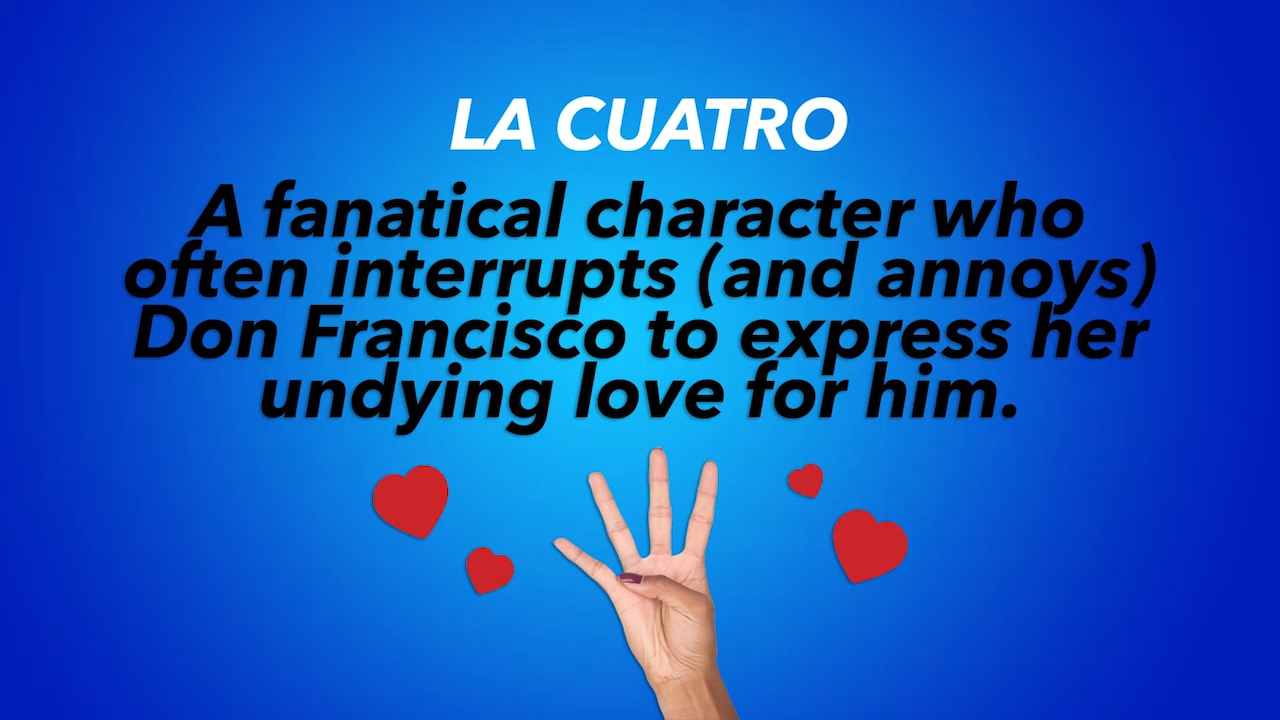 LA CUATRO
A fanatical character who
often interrupts (and annoys)
Don Francisco to express her
undying love for him.